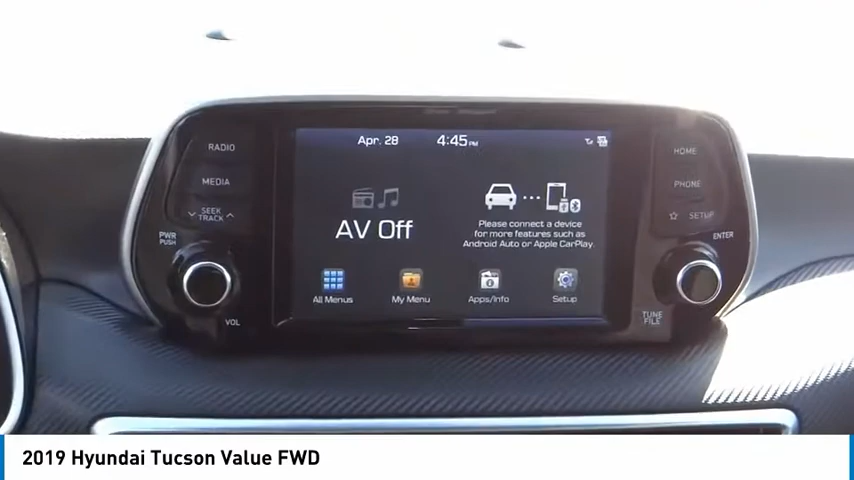 RADIO
MEDIA
SEEK
TRACK
PWR
PUSH
VOL
Apr. 28
4:45 PM
AV Off
Please connect a device
for more features such as
Android Auto or Apple CarPlay.
All Menus
My Menu
Apps/Info
Setup
HOME
PHONE
SETUP
ENTER
TUNE
FILE
2019 Hyundai Tucson Value FWD